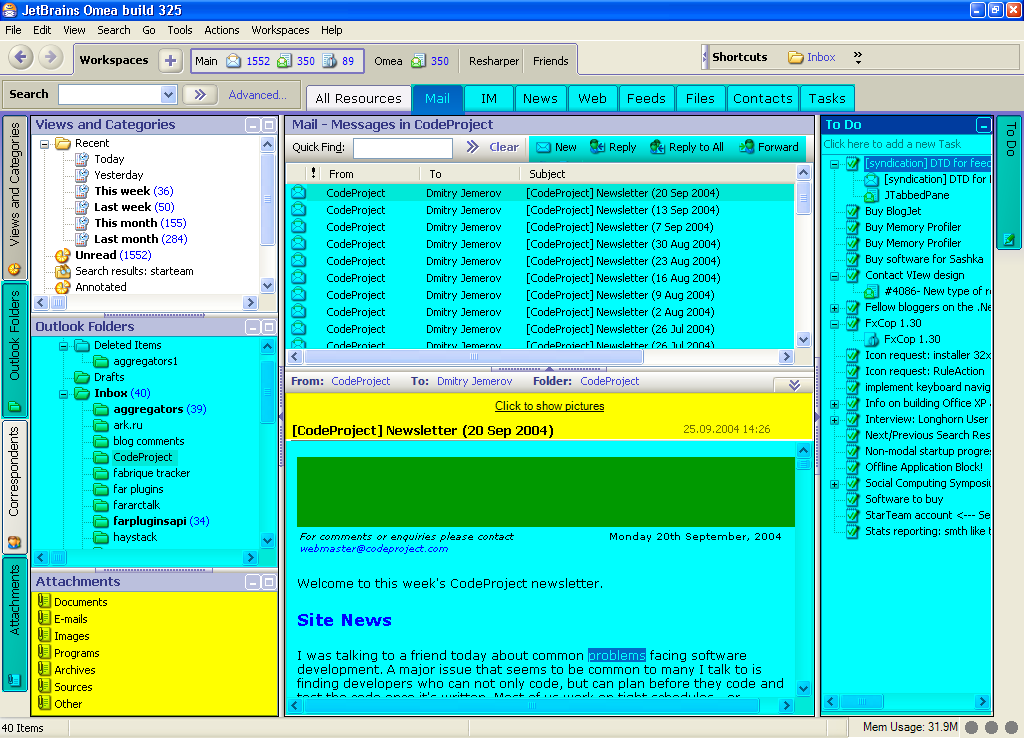 JetBrains Omea build 325
File Edit View Search Go Tools Actions Workspaces Help
Workspaces Main 1552 350 89 Omea 350 Resharper Friends Shortcuts Inbox
Search Advanced... All Resources Mail IM News Web Feeds Files Contacts Tasks
Views and Categories
Outlook Folders
Correspondents
Attachments
Views and Categories
Recent
Today
Yesterday
This week (36)
Last week (50)
This month (155)
Last month (284)
Unread (1552)
Search results: starteam
Annotated
Outlook Folders
Deleted Items
aggregators1
Drafts
Inbox (40)
aggregators (39)
ark.ru
blog comments
CodeProject
fabrique tracker
far plugins
fararctalk
farpluginsapi (34)
haystack
Attachments
Documents
E-mails
Images
Programs
Archives
Sources
Other
Mail - Messages in CodeProject
Quick Find: Clear New Reply Reply to All Forward
! From To Subject
CodeProject Dmitry Jemerov [CodeProject] Newsletter (20 Sep 2004)
CodeProject Dmitry Jemerov [CodeProject] Newsletter (13 Sep 2004)
CodeProject Dmitry Jemerov [CodeProject] Newsletter (7 Sep 2004)
CodeProject Dmitry Jemerov [CodeProject] Newsletter (30 Aug 2004)
CodeProject Dmitry Jemerov [CodeProject] Newsletter (23 Aug 2004)
CodeProject Dmitry Jemerov [CodeProject] Newsletter (16 Aug 2004)
CodeProject Dmitry Jemerov [CodeProject] Newsletter (9 Aug 2004)
CodeProject Dmitry Jemerov [CodeProject] Newsletter (2 Aug 2004)
CodeProject Dmitry Jemerov [CodeProject] Newsletter (26 Jul 2004)
CodeProject Dmitry Jemerov [CodeProject] Newsletter (26 Jul 2004)
From: CodeProject To: Dmitry Jemerov Folder: CodeProject
Click to show pictures
[CodeProject] Newsletter (20 Sep 2004) 25.09.2004 14:26
For comments or enquiries please contact Monday 20th September, 2004
webmaster@codeproject.com
Welcome to this week's CodeProject newsletter.
Site News
I was talking to a friend today about common problems facing software
development. A major issue that seems to be common to many I talk to is
finding developers who can not only code, but can plan before they code and
test the code once it's written. Most of us work on tight schedules - or
To Do
Click here to add a new Task
[syndication] DTD for feed
[syndication] DTD for
JTabbedPane
Buy BlogJet
Buy Memory Profiler
Buy Memory Profiler
Buy software for Sashka
Contact VIew design
#4086- New type of r
Fellow bloggers on the .Ne
FxCop 1.30
FxCop 1.30
Icon request: installer 32x
Icon request: RuleAction
implement keyboard navig
Info on building Office XP
Interview: Longhorn User
Next/Previous Search Res
Non-modal startup progres
Offline Application Block!
Social Computing Symposiu
Software to buy
StarTeam account <--- Se
Stats reporting: smth like t
To Do
40 Items Mem Usage: 31.9M